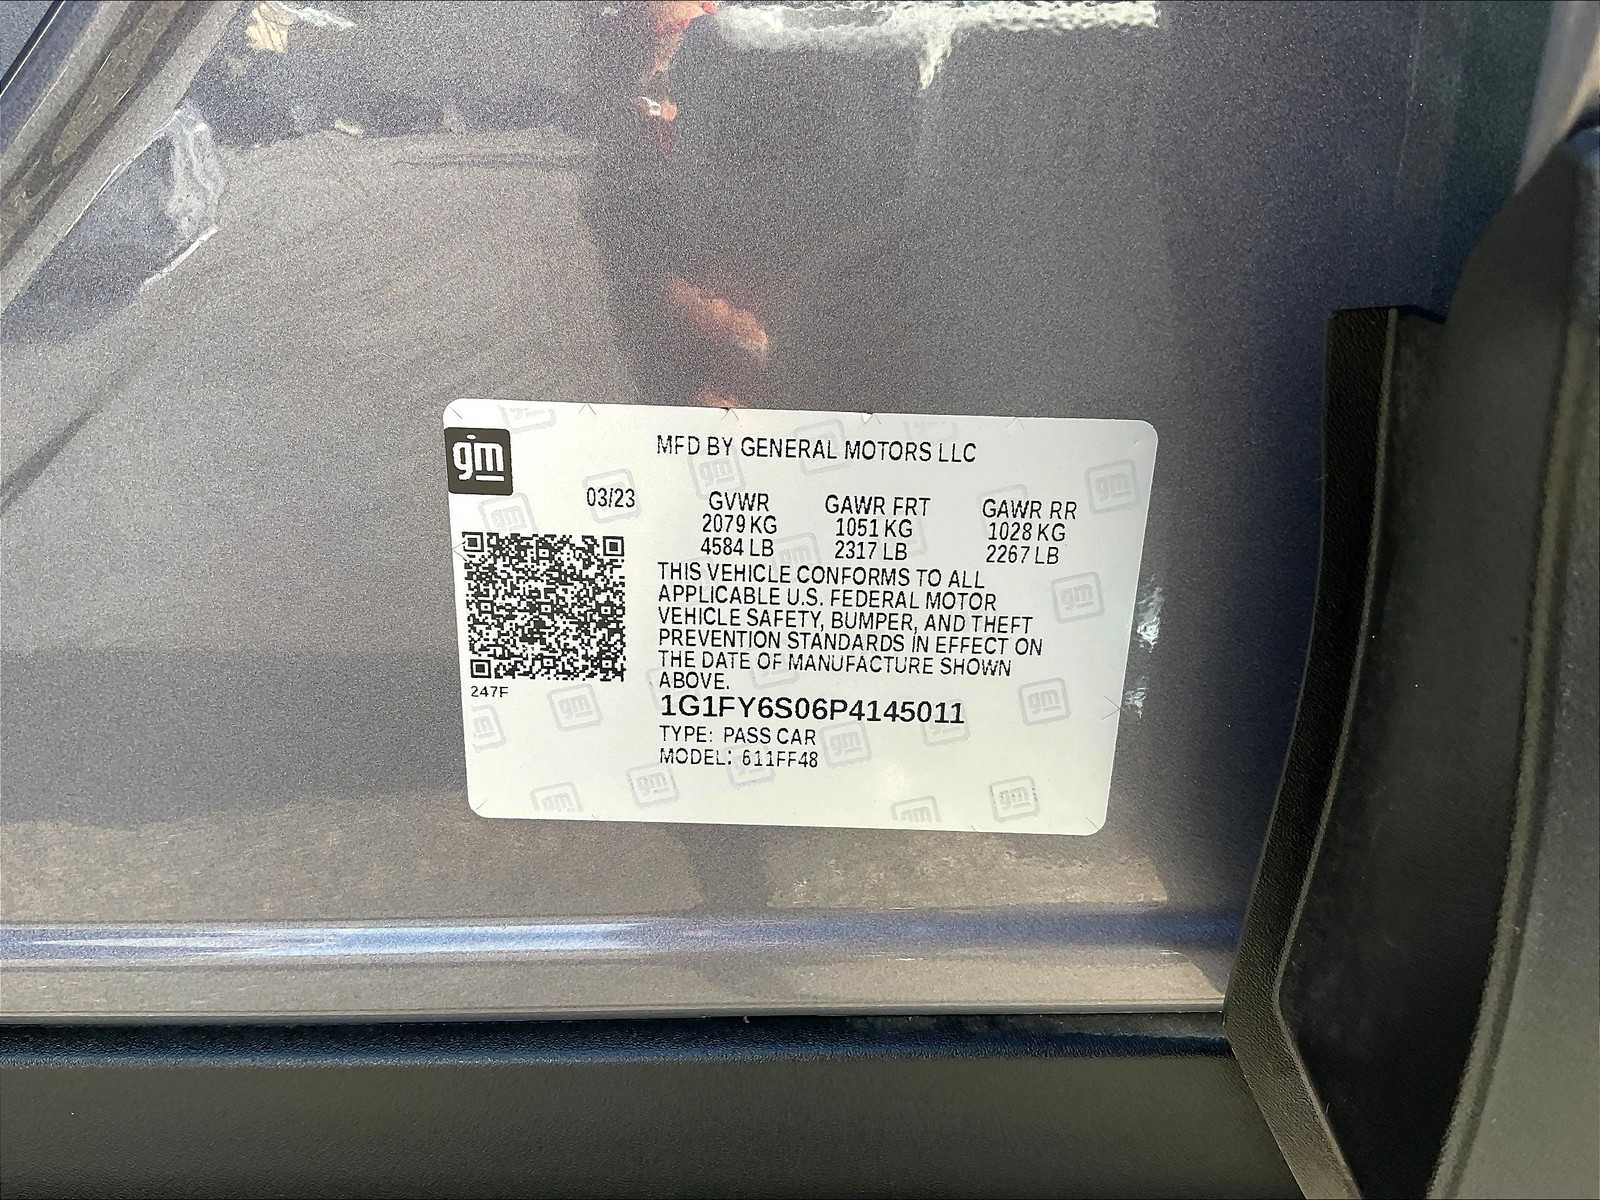 gm
MFD BY GENERAL MOTORS LLC
03/23
GVWR GAWR FRT GAWR RR
2079 KG 1051 KG 1028 KG
4584 LB 2317 LB 2267 LB
THIS VEHICLE CONFORMS TO ALL
APPLICABLE U.S. FEDERAL MOTOR
VEHICLE SAFETY, BUMPER, AND THEFT
PREVENTION STANDARDS IN EFFECT ON
THE DATE OF MANUFACTURE SHOWN
ABOVE.
247F
1G1FY6S06P4145011
TYPE: PASS CAR
MODEL: 611FF48